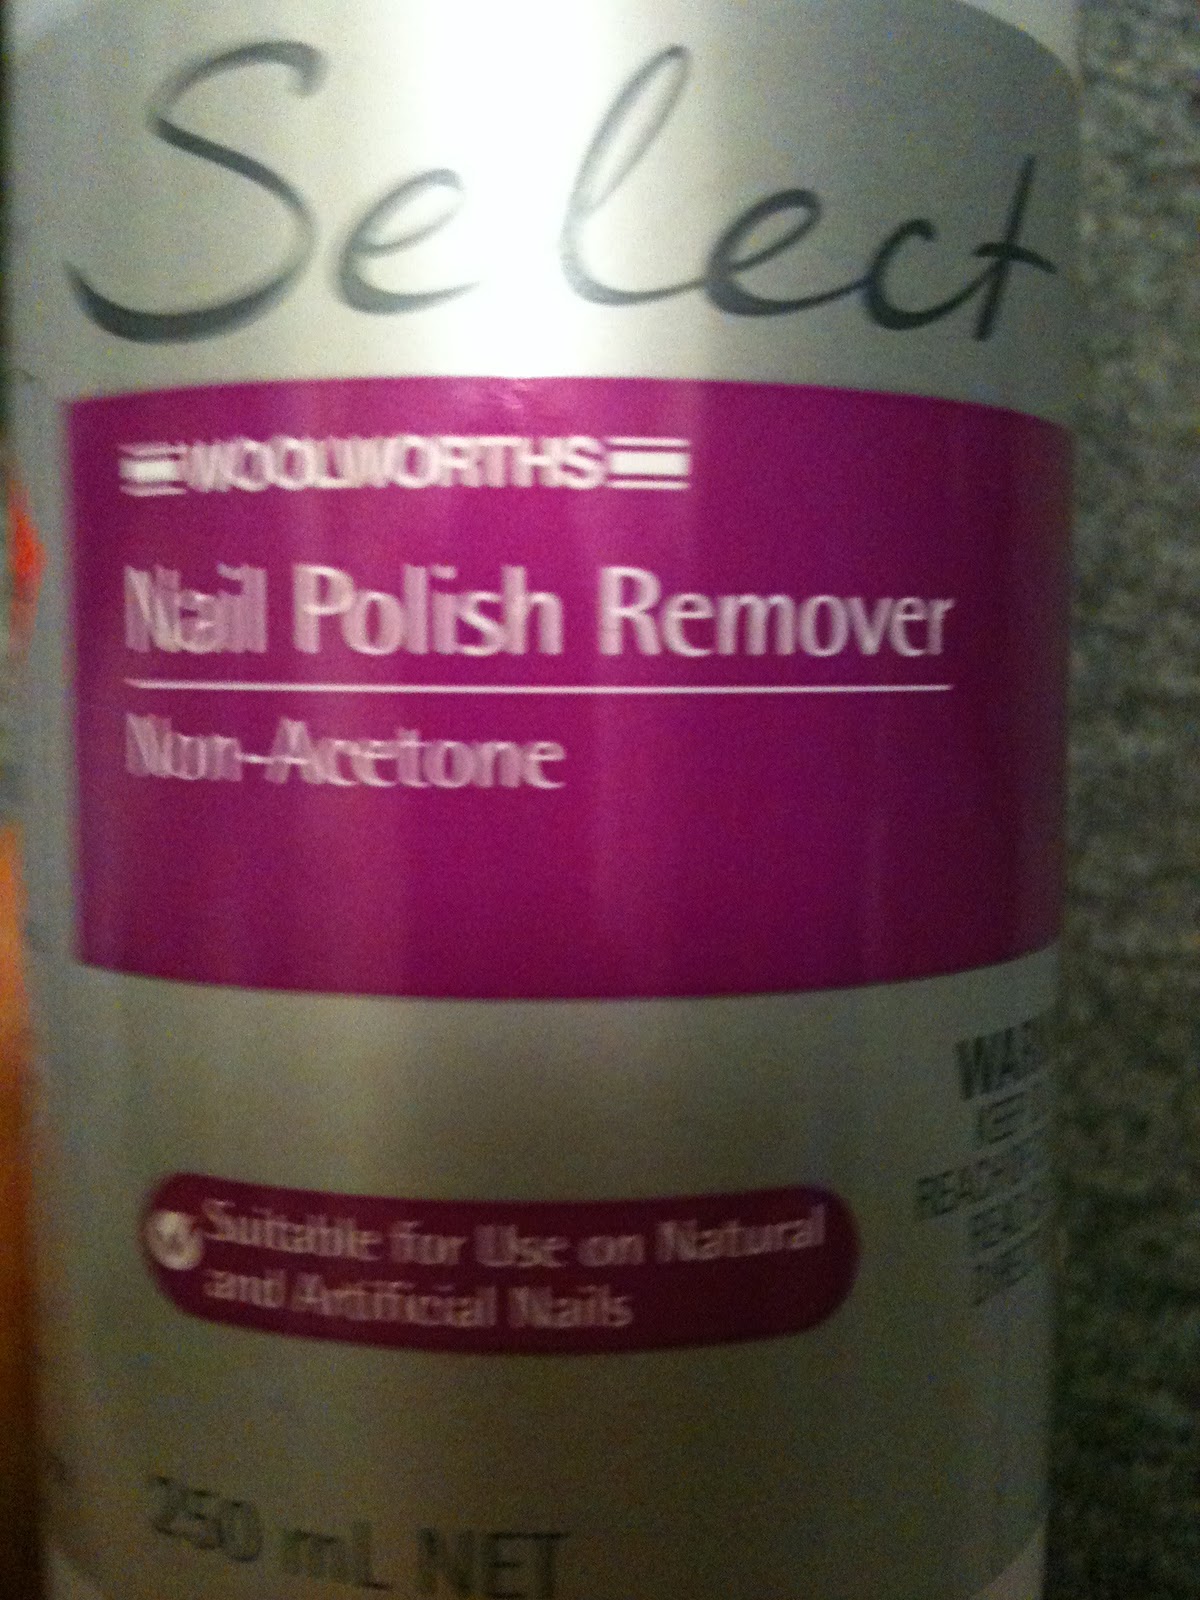 Select
WOOLWORTHS
Nail Polish Remover
Non-Acetone
Suitable for Use on Natural
and Artificial Nails
250 mL NET